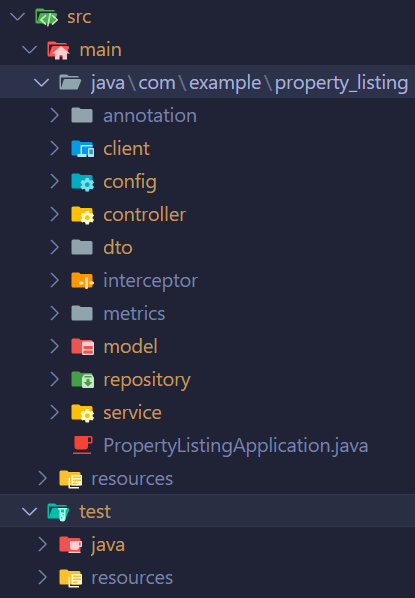 src
main
java\com\example\property_listing
annotation
client
config
controller
dto
interceptor
metrics
model
repository
service
PropertyListingApplication.java
resources
test
java
resources